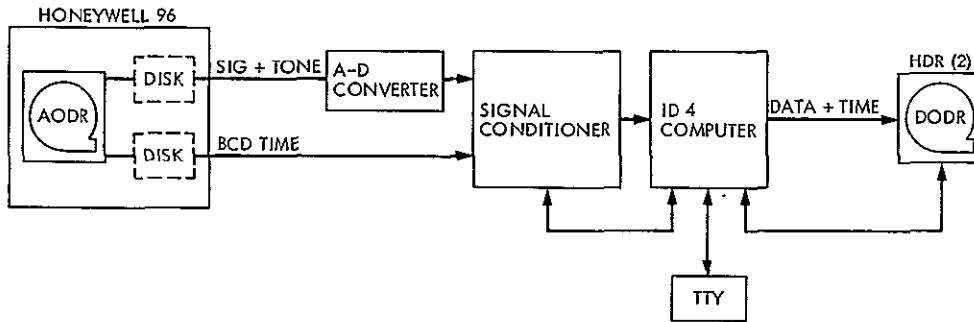 HONEYWELL 96
AODR
DISK
SIG + TONE
A-D
CONVERTER
DISK
BCD TIME
SIGNAL
CONDITIONER
ID 4
COMPUTER
DATA + TIME
HDR (2)
DODR
TTY